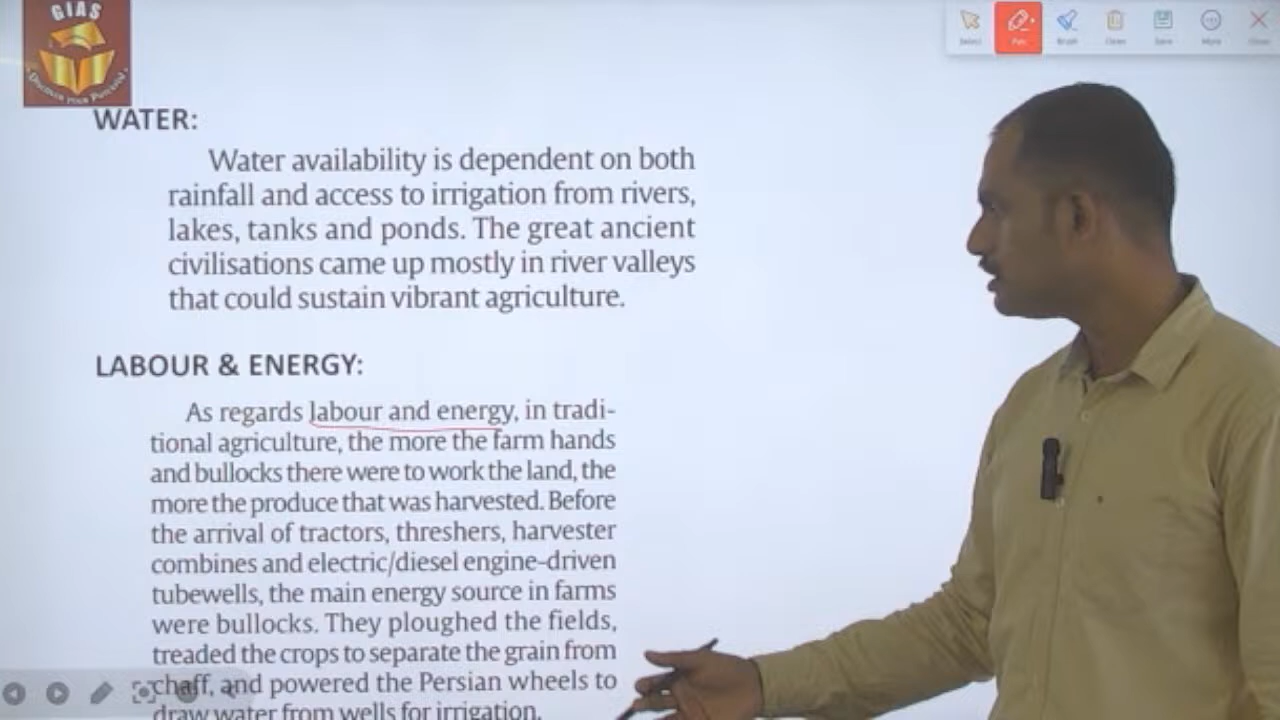 GIAS
DISCOVER YOUR POTENTIAL
Select
Pen
Brush
Clear
Save
More
Close
WATER:
Water availability is dependent on both
rainfall and access to irrigation from rivers,
lakes, tanks and ponds. The great ancient
civilisations came up mostly in river valleys
that could sustain vibrant agriculture.
LABOUR & ENERGY:
As regards labour and energy, in tradi-
tional agriculture, the more the farm hands
and bullocks there were to work the land, the
more the produce that was harvested. Before
the arrival of tractors, threshers, harvester
combines and electric/diesel engine-driven
tubewells, the main energy source in farms
were bullocks. They ploughed the fields,
treaded the crops to separate the grain from
chaff, and powered the Persian wheels to
draw water from wells for irrigation.